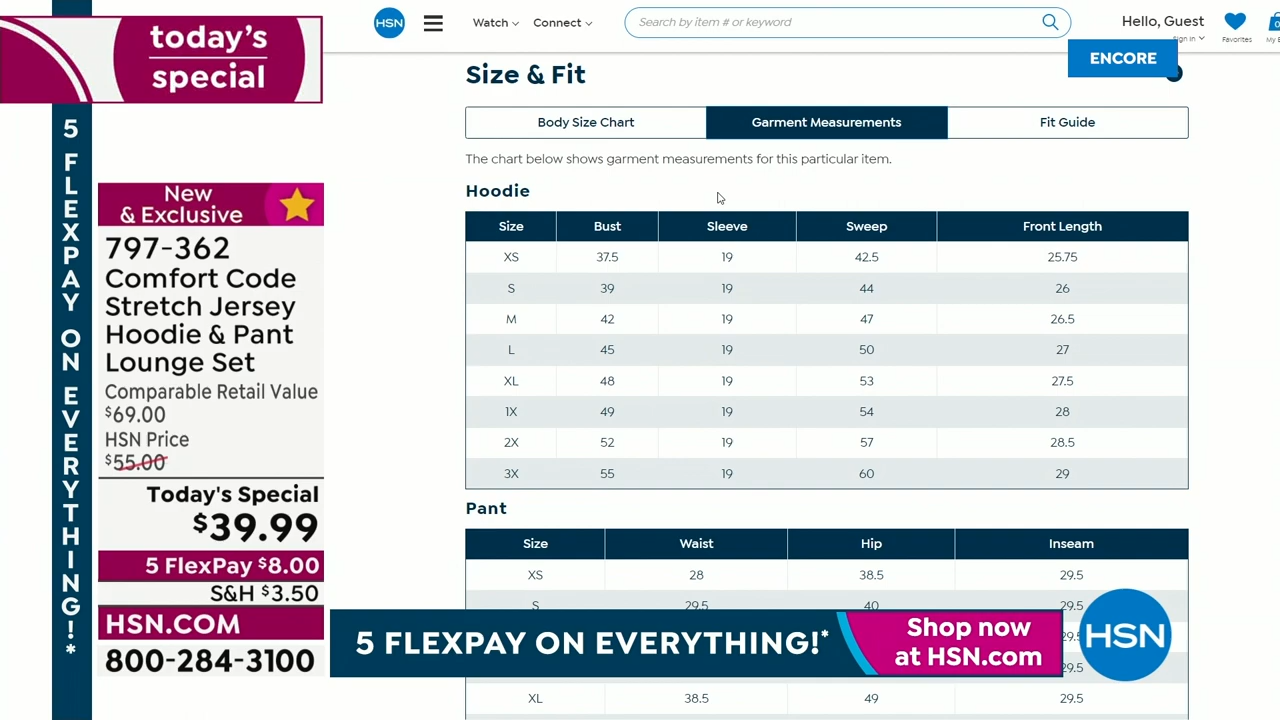 today's
special
5 FLEXPAY ON EVERYTHING!*
New
& Exclusive
797-362
Comfort Code
Stretch Jersey
Hoodie & Pant
Lounge Set
Comparable Retail Value
$69.00
HSN Price
$55.00
Today's Special
$39.99
5 FlexPay $8.00
S&H $3.50
HSN.COM
800-284-3100
HSN
Watch
Connect
Search by item # or keyword
Hello, Guest
Sign In
Favorites
ENCORE
Size & Fit
Body Size Chart Garment Measurements Fit Guide
The chart below shows garment measurements for this particular item.
Hoodie
Size Bust Sleeve Sweep Front Length
XS 37.5 19 42.5 25.75
S 39 19 44 26
M 42 19 47 26.5
L 45 19 50 27
XL 48 19 53 27.5
1X 49 19 54 28
2X 52 19 57 28.5
3X 55 19 60 29
Pant
Size Waist Hip Inseam
XS 28 38.5 29.5
S 29.5 40 29.5
XL 38.5 49 29.5
5 FLEXPAY ON EVERYTHING!*
Shop now
at HSN.com
HSN